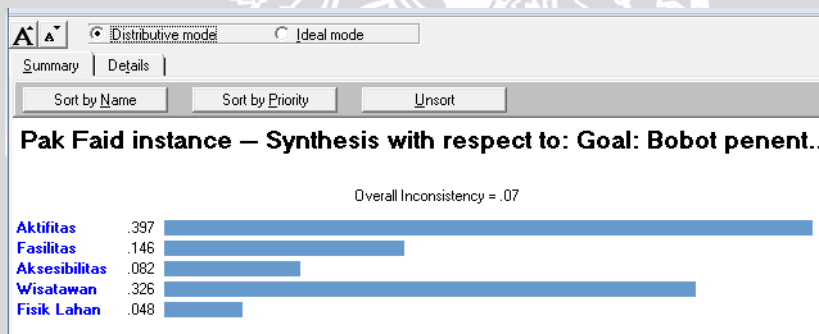 A A Distributive mode Ideal mode
Summary Details
Sort by Name Sort by Priority Unsort
Pak Faid instance – Synthesis with respect to: Goal: Bobot penent..
Overall Inconsistency = .07
Aktifitas .397
Fasilitas .146
Aksesibilitas .082
Wisatawan .326
Fisik Lahan .048